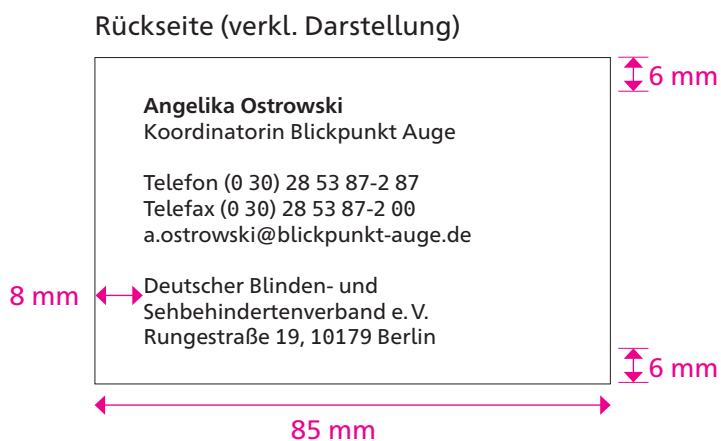 Rückseite (verkl. Darstellung)
6 mm
Angelika Ostrowski
Koordinatorin Blickpunkt Auge
Telefon (0 30) 28 53 87-2 87
Telefax (0 30) 28 53 87-2 00
a.ostrowski@blickpunkt-auge.de
8 mm
Deutscher Blinden- und
Sehbehindertenverband e. V.
Rungestraße 19, 10179 Berlin
6 mm
85 mm